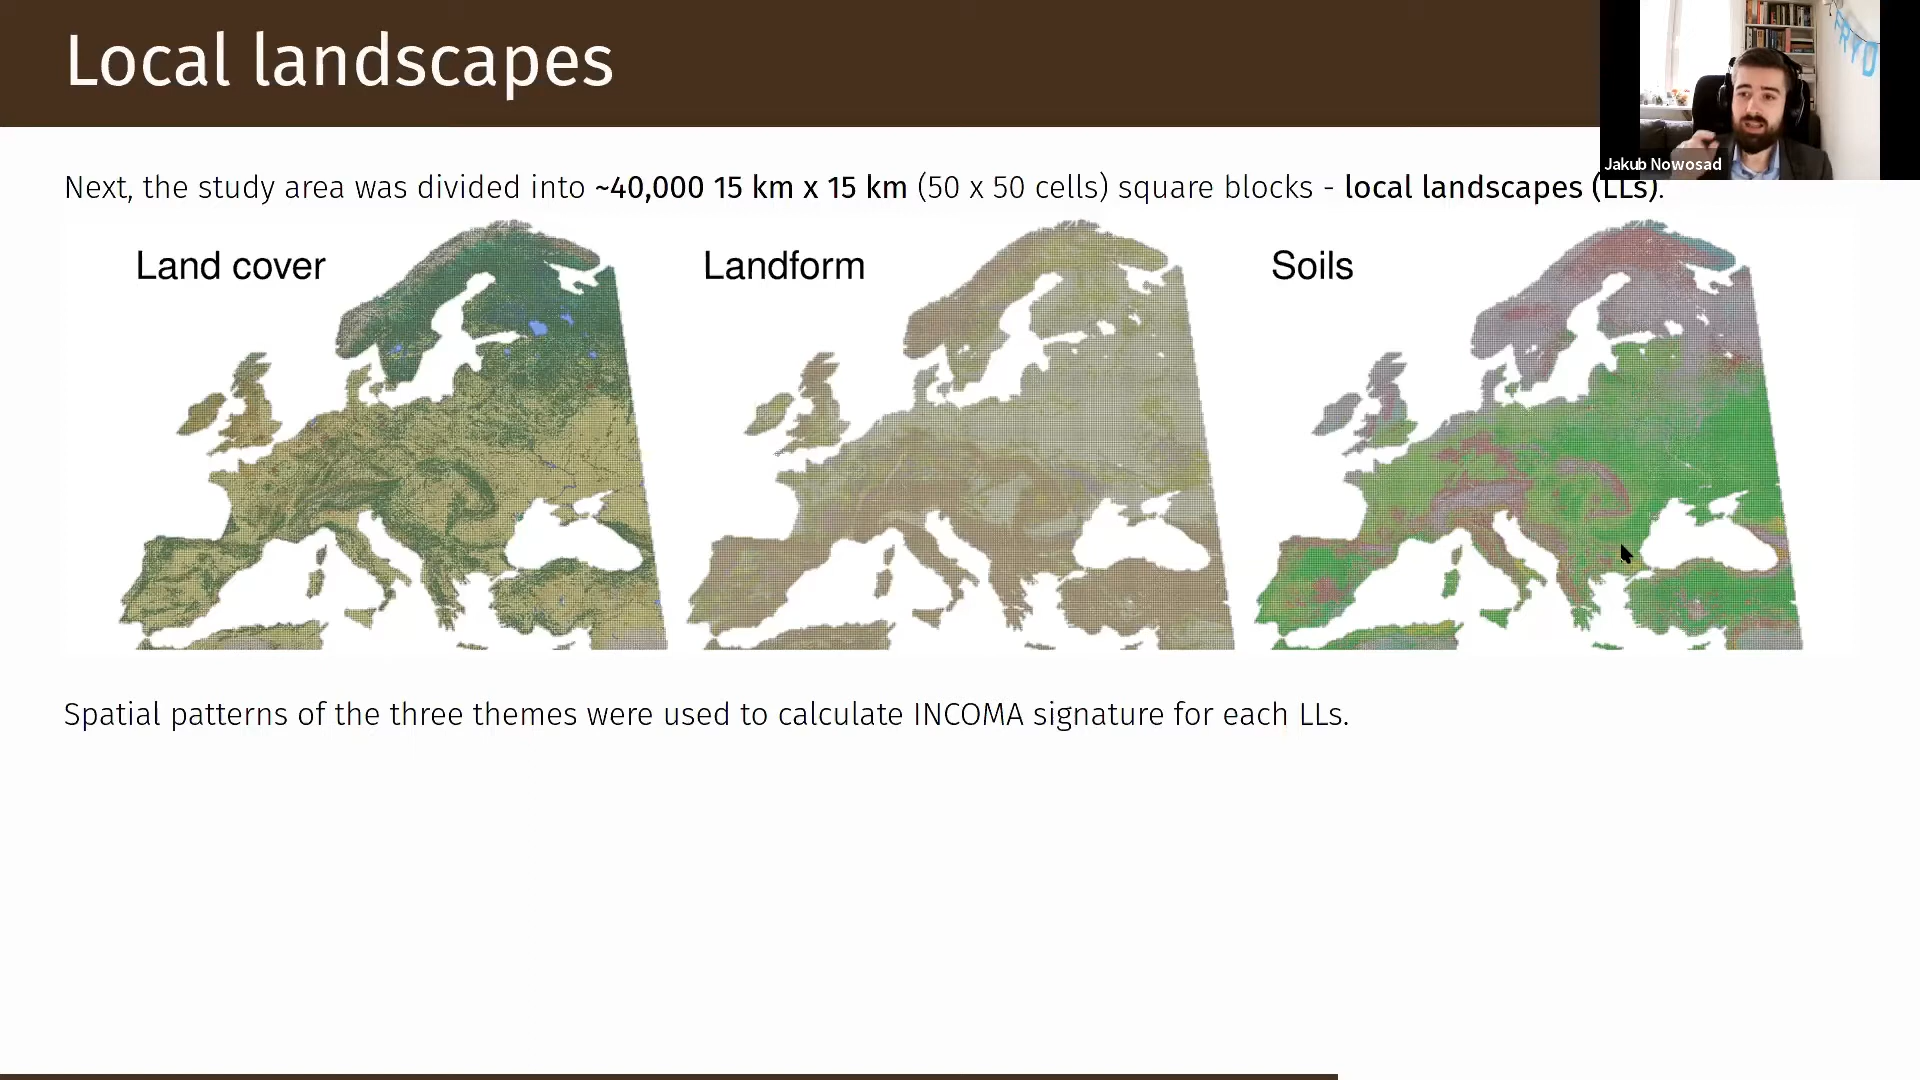 Local landscapes
Jakub Nowosad
Next, the study area was divided into ~40,000 15 km x 15 km (50 x 50 cells) square blocks - local landscapes (LLs).
Land cover
Landform
Soils
Spatial patterns of the three themes were used to calculate INCOMA signature for each LLs.